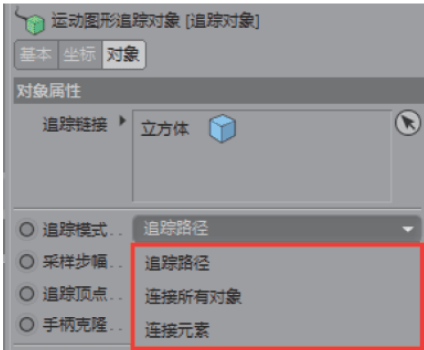 运动图形追踪对象 [追踪对象]
基本 坐标 对象
对象属性
追踪链接 立方体
追踪模式 . . 追踪路径
采样步幅 . . 追踪路径
追踪顶点 . . 连接所有对象
手柄克隆 . . 连接元素